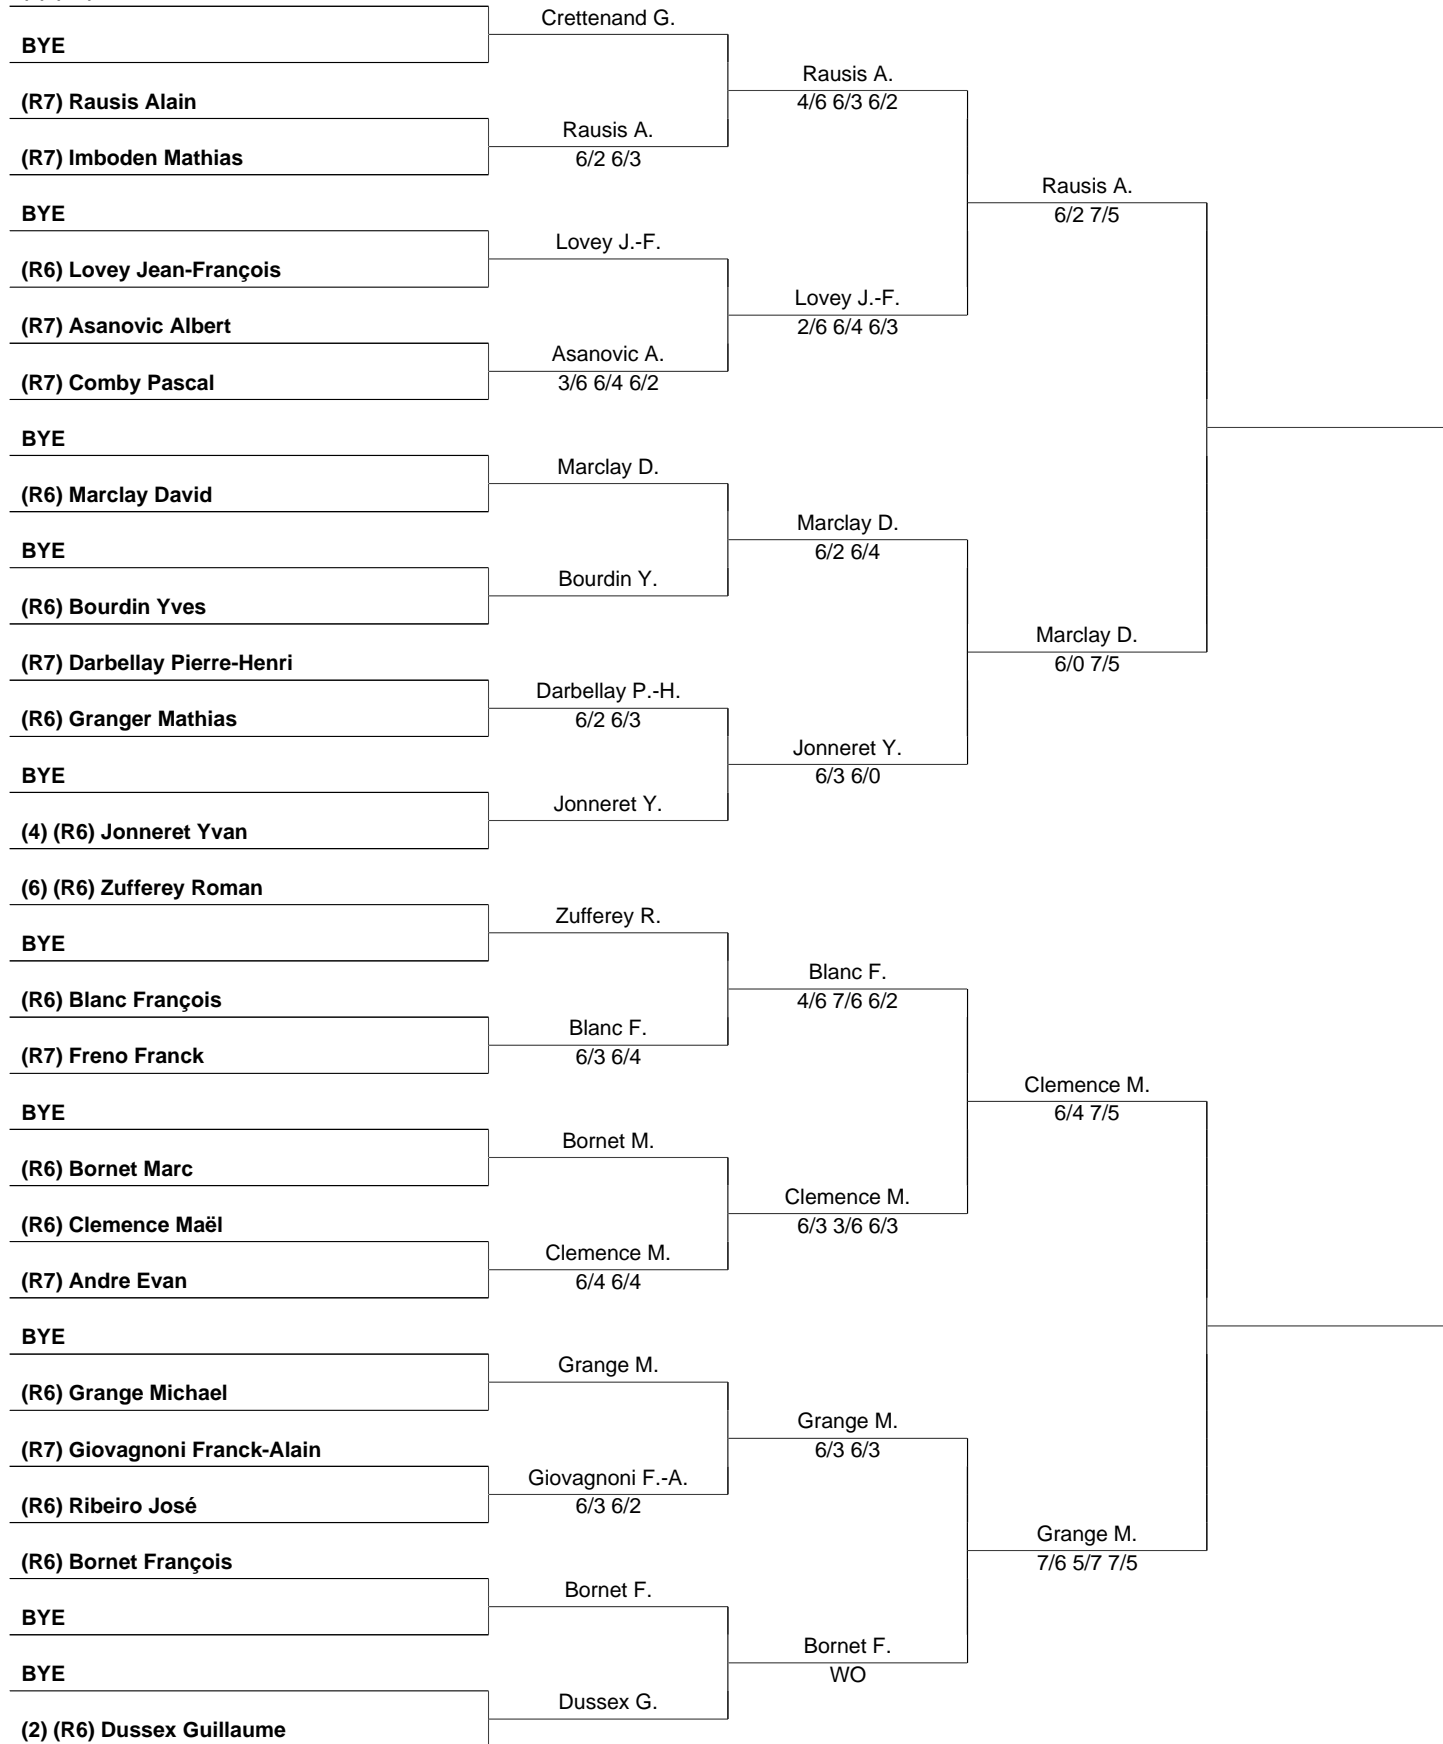 Crettenand G.
BYE
Rausis A.
(R7) Rausis Alain
4/6 6/3 6/2
Rausis A.
(R7) Imboden Mathias
6/2 6/3
Rausis A.
BYE
6/2 7/5
Lovey J.-F.
(R6) Lovey Jean-François
Lovey J.-F.
(R7) Asanovic Albert
2/6 6/4 6/3
Asanovic A.
(R7) Comby Pascal
3/6 6/4 6/2
BYE
Marclay D.
(R6) Marclay David
Marclay D.
BYE
6/2 6/4
Bourdin Y.
(R6) Bourdin Yves
Marclay D.
(R7) Darbellay Pierre-Henri
6/0 7/5
Darbellay P.-H.
(R6) Granger Mathias
6/2 6/3
Jonneret Y.
BYE
6/3 6/0
Jonneret Y.
(4) (R6) Jonneret Yvan
(6) (R6) Zufferey Roman
Zufferey R.
BYE
Blanc F.
(R6) Blanc François
4/6 7/6 6/2
Blanc F.
(R7) Freno Franck
6/3 6/4
Clemence M.
BYE
6/4 7/5
Bornet M.
(R6) Bornet Marc
Clemence M.
(R6) Clemence Maël
6/3 3/6 6/3
Clemence M.
(R7) Andre Evan
6/4 6/4
BYE
Grange M.
(R6) Grange Michael
Grange M.
(R7) Giovagnoni Franck-Alain
6/3 6/3
Giovagnoni F.-A.
(R6) Ribeiro José
6/3 6/2
Grange M.
(R6) Bornet François
7/6 5/7 7/5
Bornet F.
BYE
Bornet F.
BYE
WO
Dussex G.
(2) (R6) Dussex Guillaume